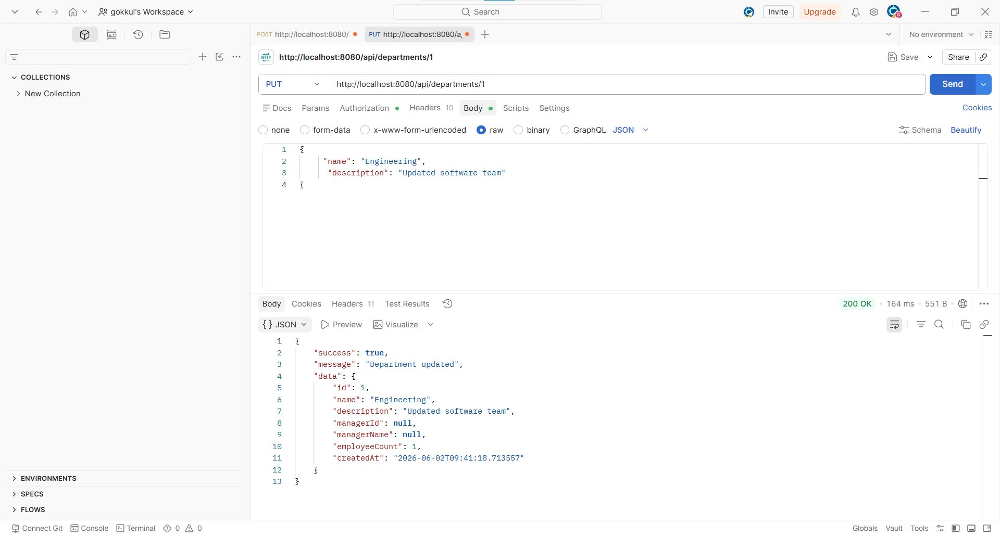 gokkul's Workspace
Search
Invite
Upgrade
POST http://localhost:8080/
PUT http://localhost:8080/a
No environment
HTTP http://localhost:8080/api/departments/1
Save
Share
COLLECTIONS
New Collection
PUT
http://localhost:8080/api/departments/1
Send
Docs
Params
Authorization
Headers 10
Body
Scripts
Settings
Cookies
none
form-data
x-www-form-urlencoded
raw
binary
GraphQL
JSON
Schema
Beautify
1 {
2 "name": "Engineering",
3 "description": "Updated software team"
4 }
Body
Cookies
Headers 11
Test Results
200 OK
164 ms
551 B
{} JSON
Preview
Visualize
1 {
2 "success": true,
3 "message": "Department updated",
4 "data": {
5 "id": 1,
6 "name": "Engineering",
7 "description": "Updated software team",
8 "managerId": null,
9 "managerName": null,
10 "employeeCount": 1,
11 "createdAt": "2026-06-02T09:41:18.713557"
12 }
13 }
ENVIRONMENTS
SPECS
FLOWS
Connect Git
Console
Terminal
0
0
Globals
Vault
Tools